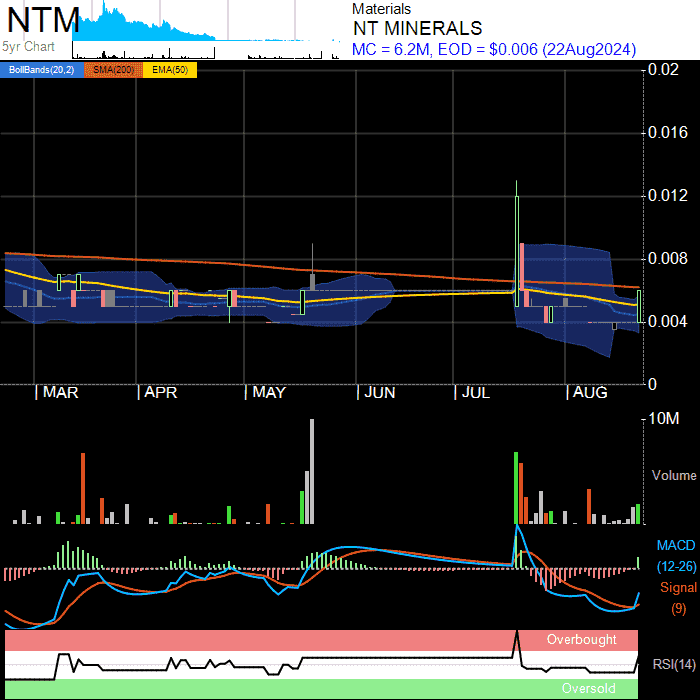 NTM
5yr Chart
Materials
NT MINERALS
MC = 6.2M, EOD = $0.006 (22Aug2024)
BollBands(20,2) SMA(200) EMA(50)
0.02
0.016
0.012
0.008
0.004
0
| MAR | APR | MAY | JUN | JUL | AUG
10M
Volume
MACD
(12-26)
Signal
(9)
Overbought
RSI(14)
Oversold